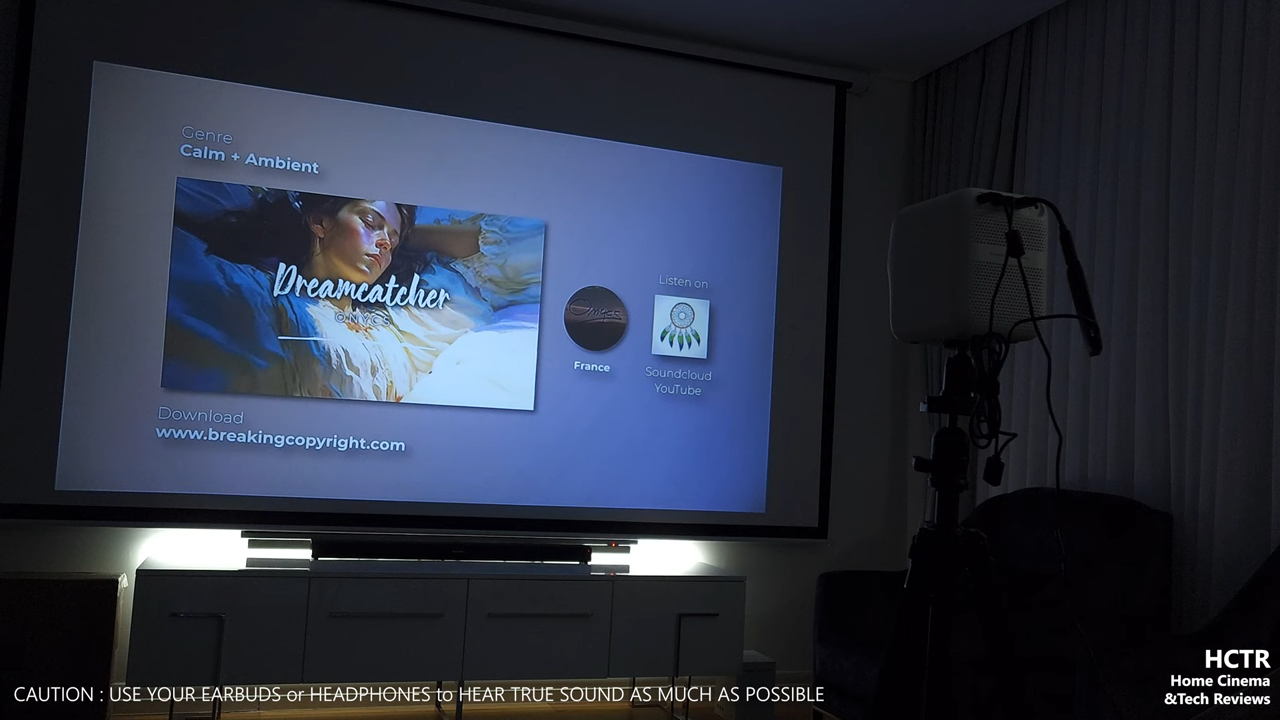 Genre
Calm + Ambient
Dreamcatcher
ONYCS
Onycs
France
Listen on
Soundcloud
YouTube
Download
www.breakingcopyright.com
CAUTION : USE YOUR EARBUDS or HEADPHONES to HEAR TRUE SOUND AS MUCH AS POSSIBLE
HCTR
Home Cinema
&Tech Reviews